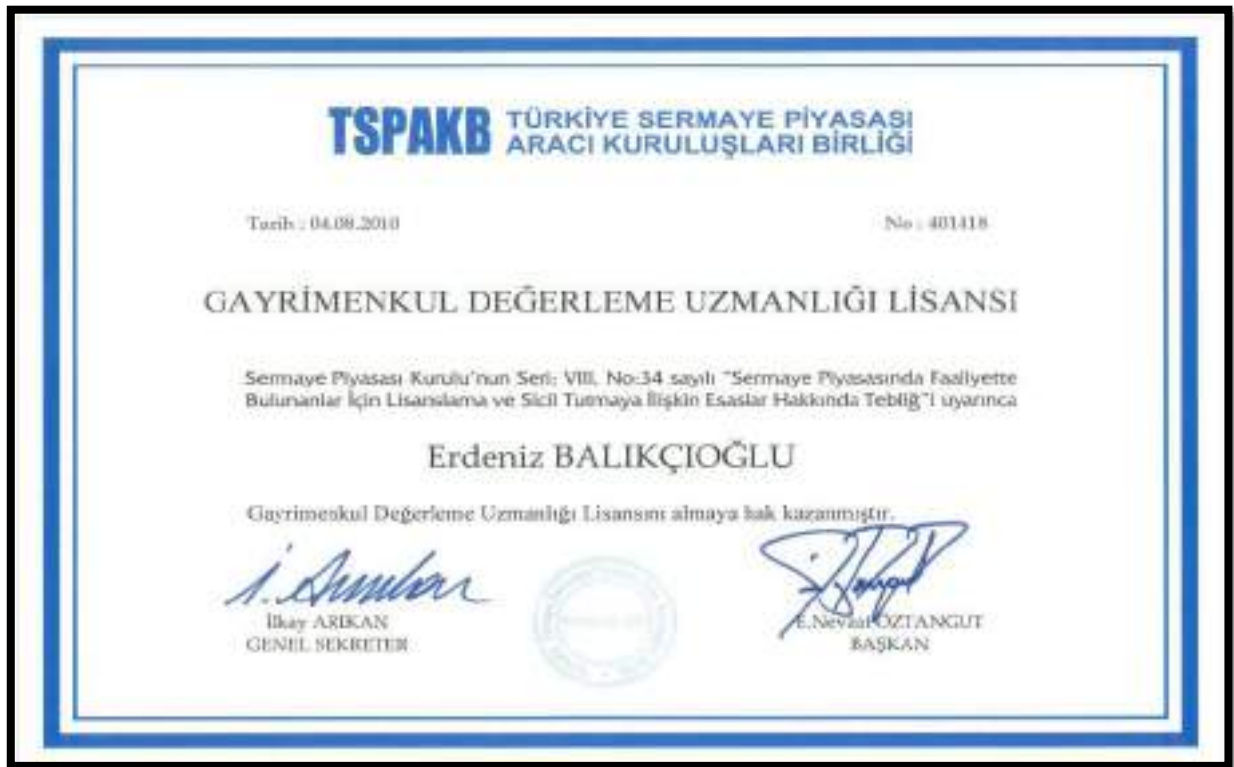 TSPAKB TÜRKİYE SERMAYE PİYASASI
ARACI KURULUŞLARI BİRLİĞİ
Tarih : 04.08.2010 No : 401418
GAYRİMENKUL DEĞERLEME UZMANLIĞI LİSANSI
Sermaye Piyasası Kurulu'nun Seri: VIII, No:34 sayılı "Sermaye Piyasasında Faaliyette
Bulunanlar İçin Lisanslama ve Sicil Tutmaya İlişkin Esaslar Hakkında Tebliğ"i uyarınca
Erdeniz BALIKÇIOĞLU
Gayrimenkul Değerleme Uzmanlığı Lisansını almaya hak kazanmıştır.
İlkay ARIKAN
GENEL SEKRETER
E.Nevzat ÖZTANGUT
BAŞKAN